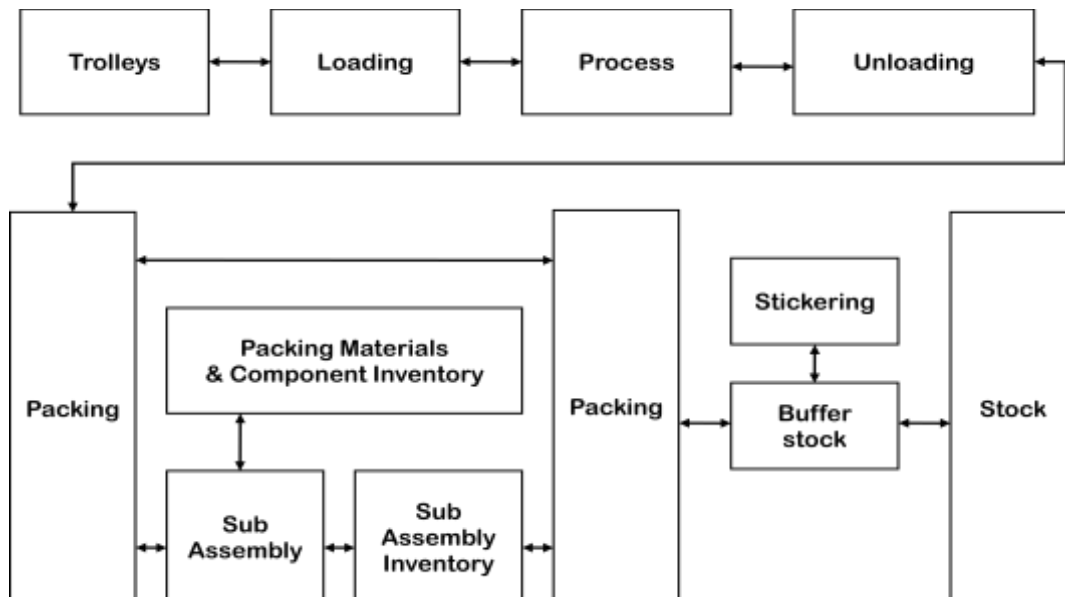 Trolleys
Loading
Process
Unloading
Packing
Packing Materials
& Component Inventory
Sub
Assembly
Sub
Assembly
Inventory
Packing
Stickering
Buffer
stock
Stock